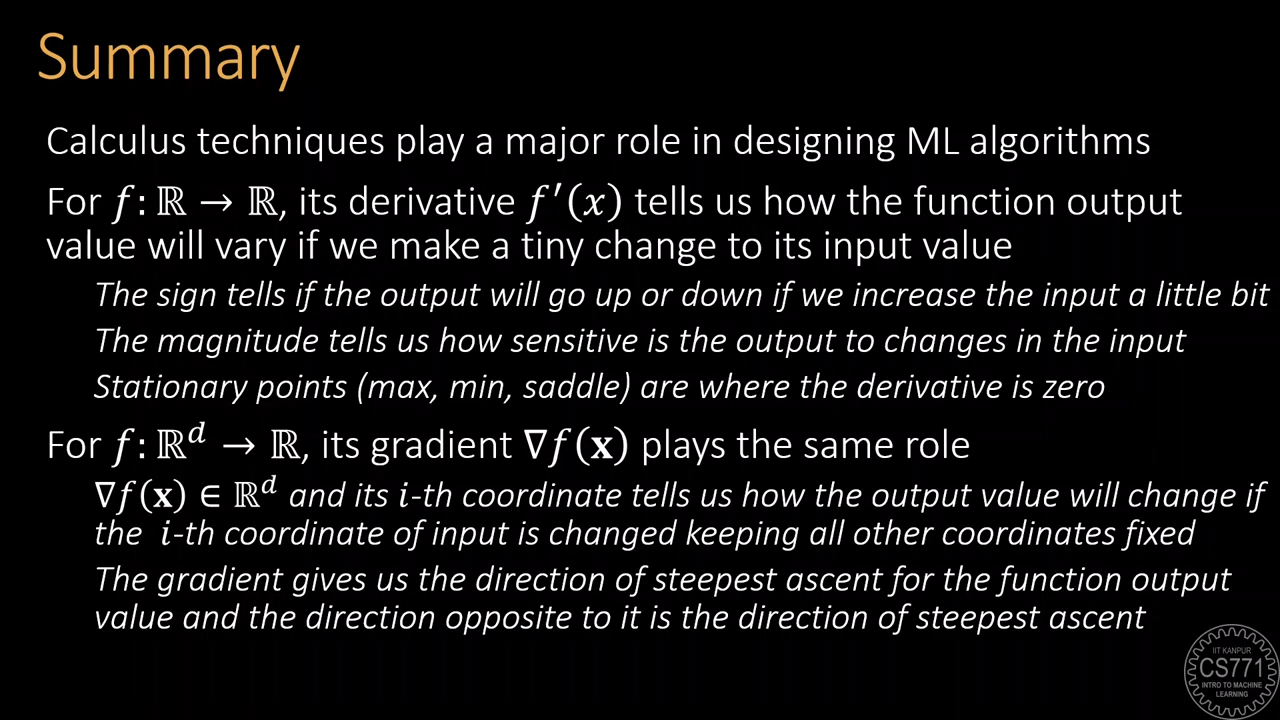 Summary
Calculus techniques play a major role in designing ML algorithms
For f: ℝ → ℝ, its derivative f′(x) tells us how the function output
value will vary if we make a tiny change to its input value
The sign tells if the output will go up or down if we increase the input a little bit
The magnitude tells us how sensitive is the output to changes in the input
Stationary points (max, min, saddle) are where the derivative is zero
For f: ℝᵈ → ℝ, its gradient ∇f(𝐱) plays the same role
∇f(𝐱) ∈ ℝᵈ and its i-th coordinate tells us how the output value will change if
the i-th coordinate of input is changed keeping all other coordinates fixed
The gradient gives us the direction of steepest ascent for the function output
value and the direction opposite to it is the direction of steepest ascent
IIT KANPUR
CS771
INTRO TO MACHINE
LEARNING